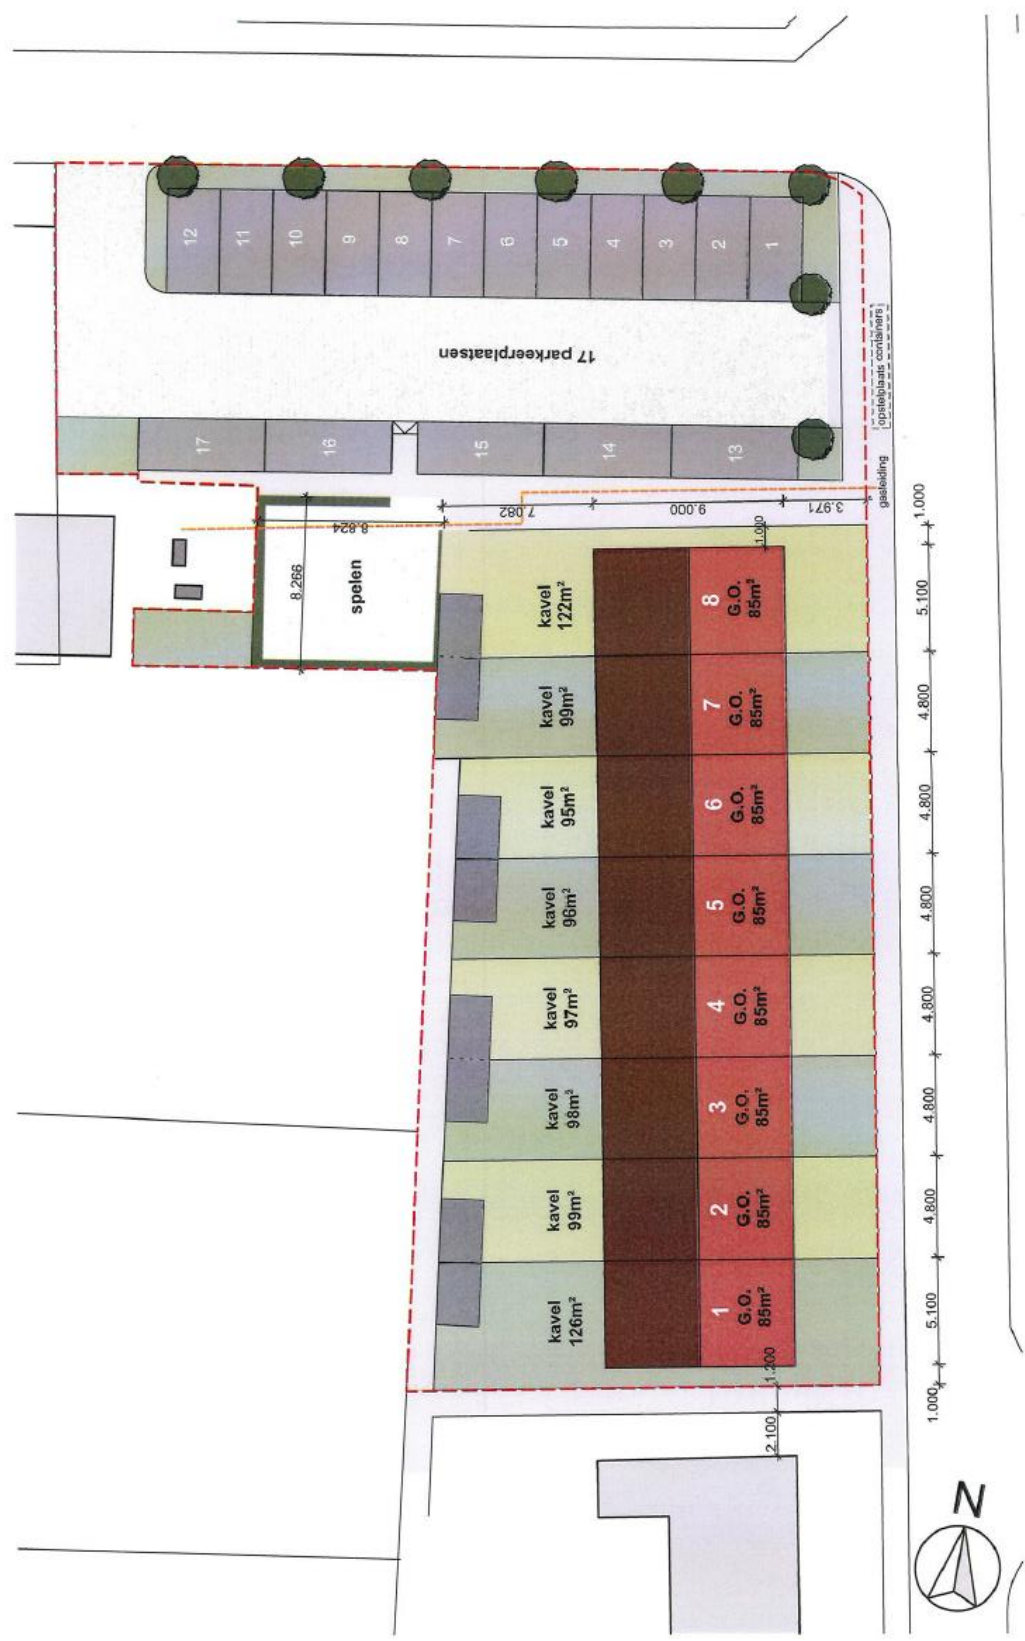 12
11
10
9
8
7
6
5
4
3
2
1
17 parkeerplaatsen
17
16
15
14
13
opstelplaats containers
gasleiding
8.266
6.824
spelen
7.082
9.000
3.971
1.000
1.000
5.100
4.800
4.800
4.800
4.800
4.800
4.800
5.100
1.000
kavel
122m²
8
G.O.
85m²
kavel
99m²
7
G.O.
85m²
kavel
95m²
6
G.O.
85m²
kavel
96m²
5
G.O.
85m²
kavel
97m²
4
G.O.
85m²
kavel
98m²
3
G.O.
85m²
kavel
99m²
2
G.O.
85m²
kavel
126m²
1
G.O.
85m²
1.200
2.100
N